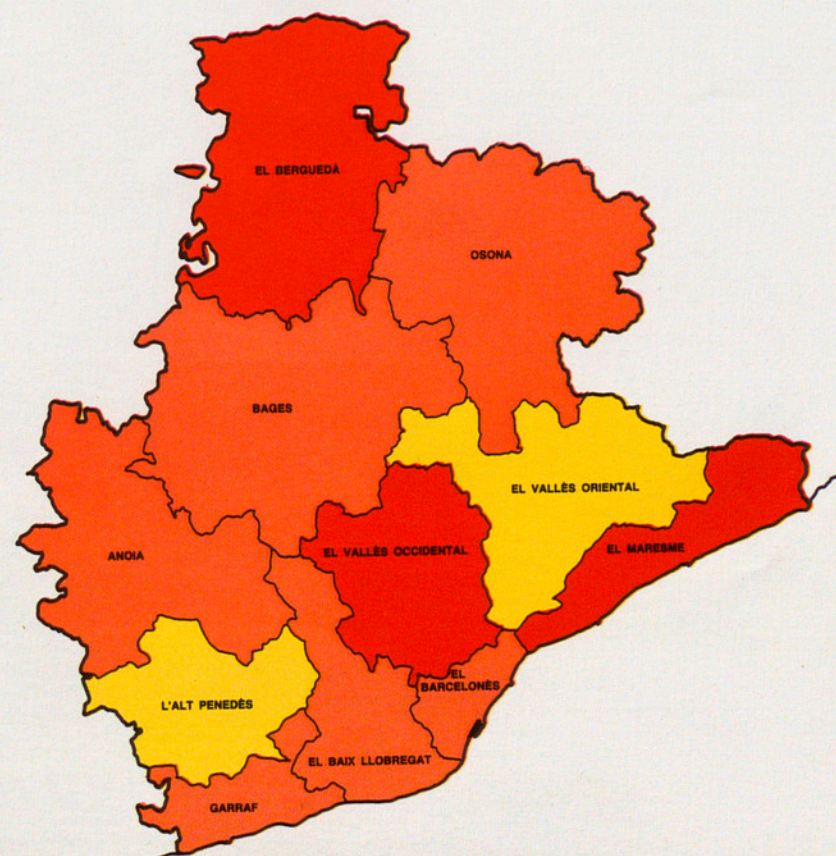 EL BERGUEDÀ
OSONA
BAGES
EL VALLÈS ORIENTAL
ANOIA
EL VALLÈS OCCIDENTAL
EL MARESME
EL
BARCELONÈS
L'ALT PENEDÈS
EL BAIX LLOBREGAT
GARRAF